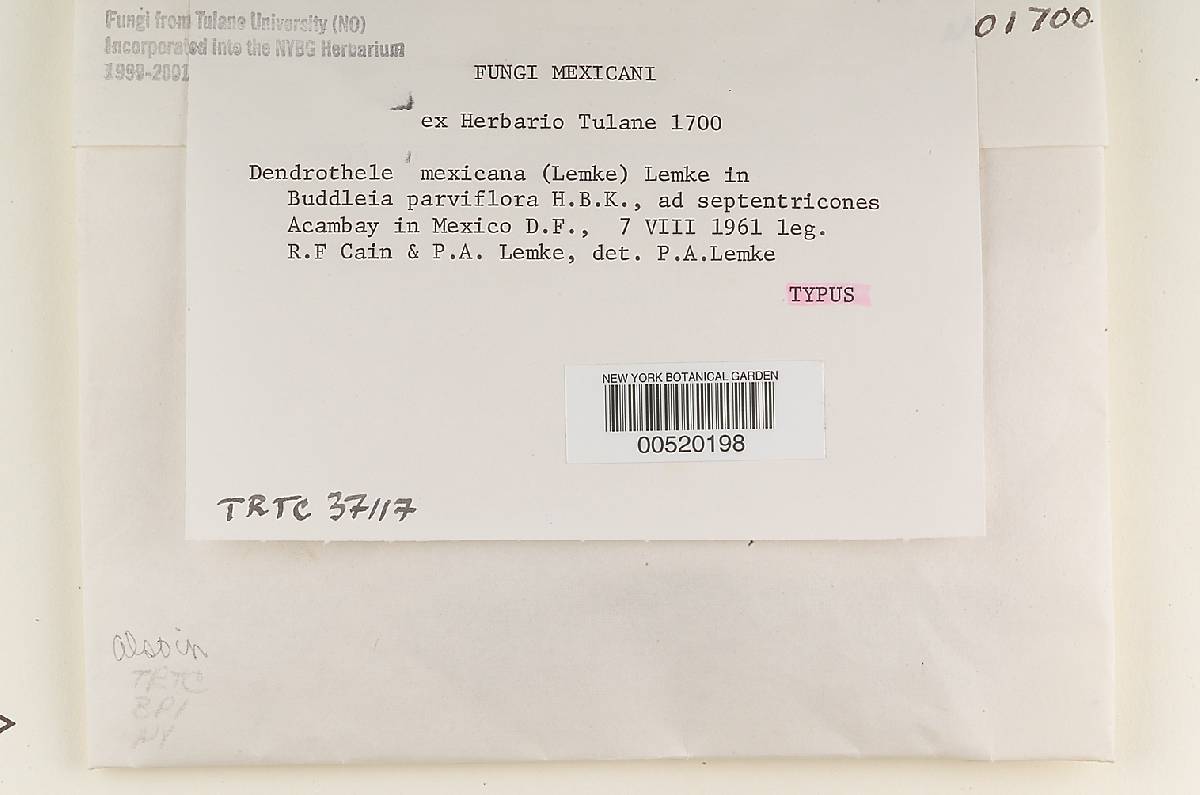 Fungi from Tulane University (NO)
Incorporated into the NYBG Herbarium
1999-2001
01700.
FUNGI MEXICANI
ex Herbario Tulane 1700
Dendrothele mexicana (Lemke) Lemke in
Buddleia parviflora H.B.K., ad septentricones
Acambay in Mexico D.F., 7 VIII 1961 leg.
R.F Cain & P.A. Lemke, det. P.A.Lemke
TYPUS
NEW YORK BOTANICAL GARDEN
00520198
TRTC 37117
also in
TRTC
BPI
NY